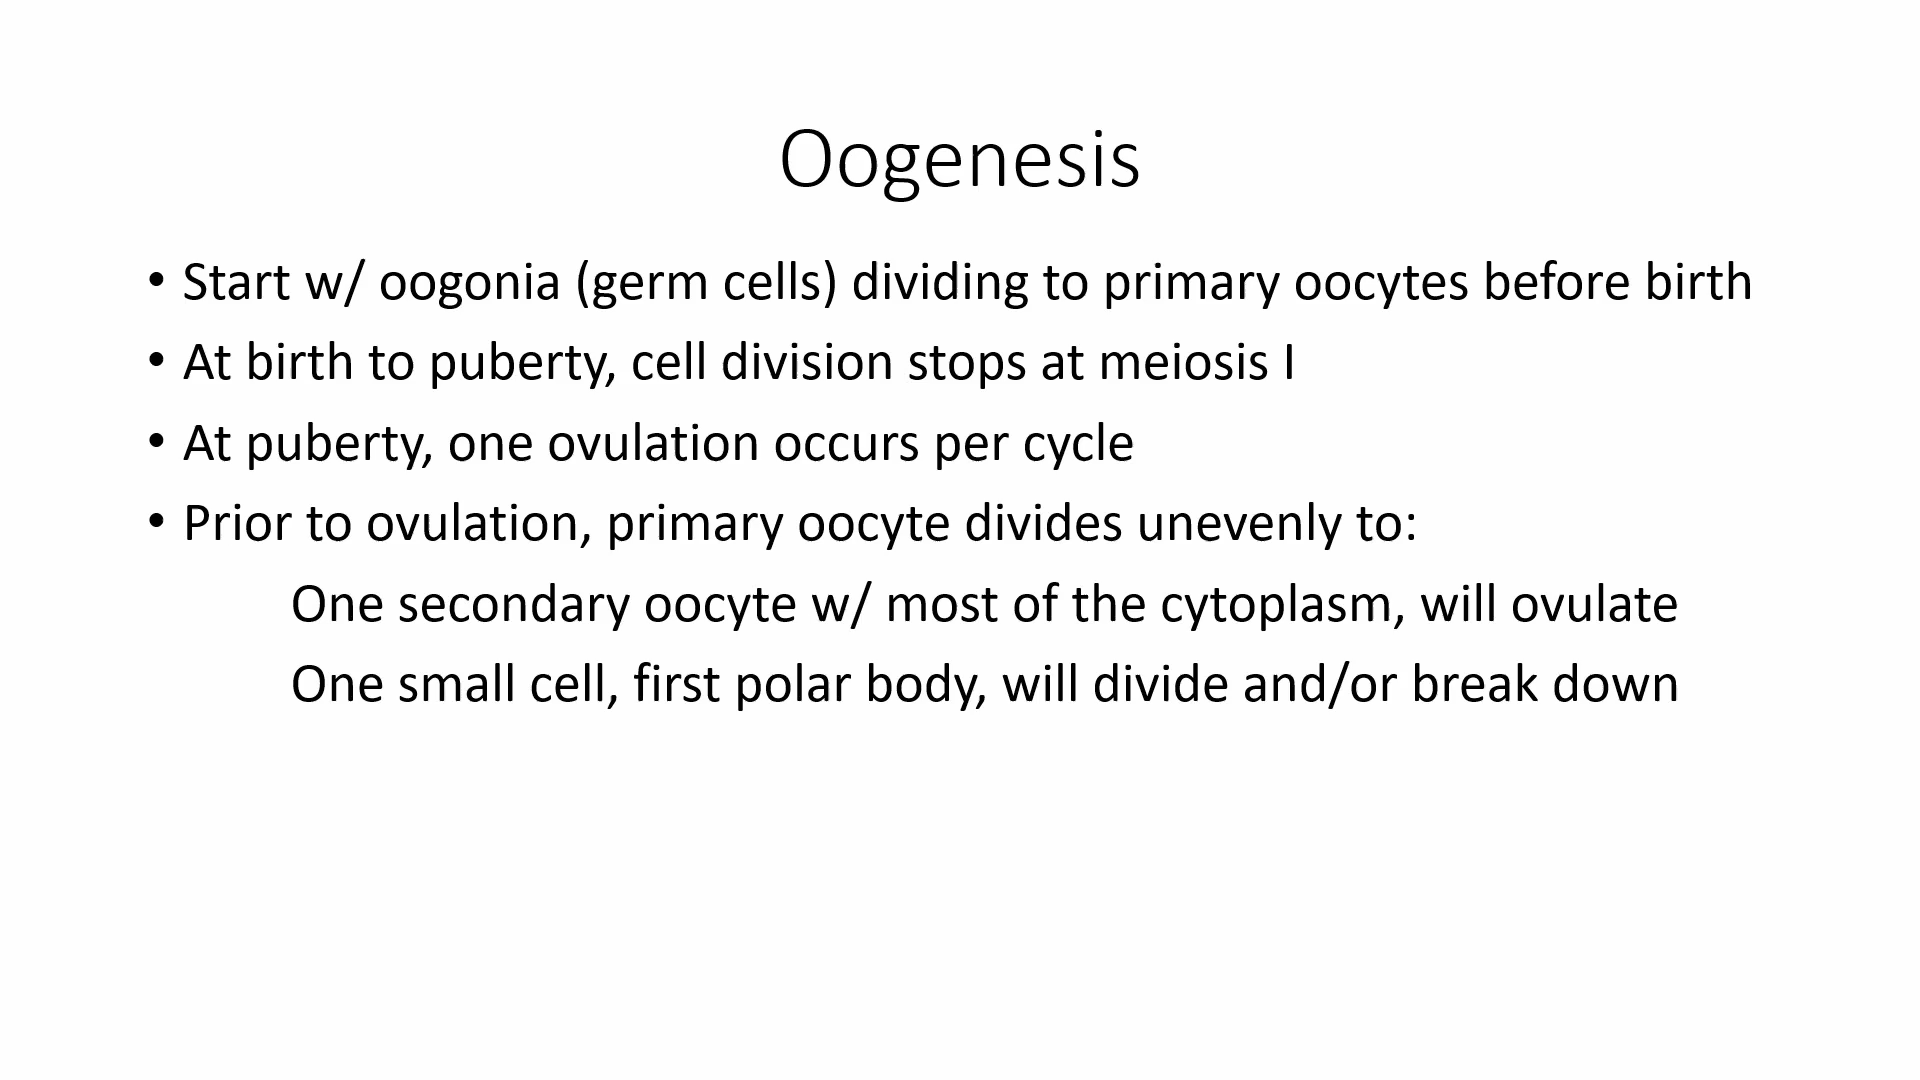 Oogenesis
• Start w/ oogonia (germ cells) dividing to primary oocytes before birth
• At birth to puberty, cell division stops at meiosis I
• At puberty, one ovulation occurs per cycle
• Prior to ovulation, primary oocyte divides unevenly to:
One secondary oocyte w/ most of the cytoplasm, will ovulate
One small cell, first polar body, will divide and/or break down